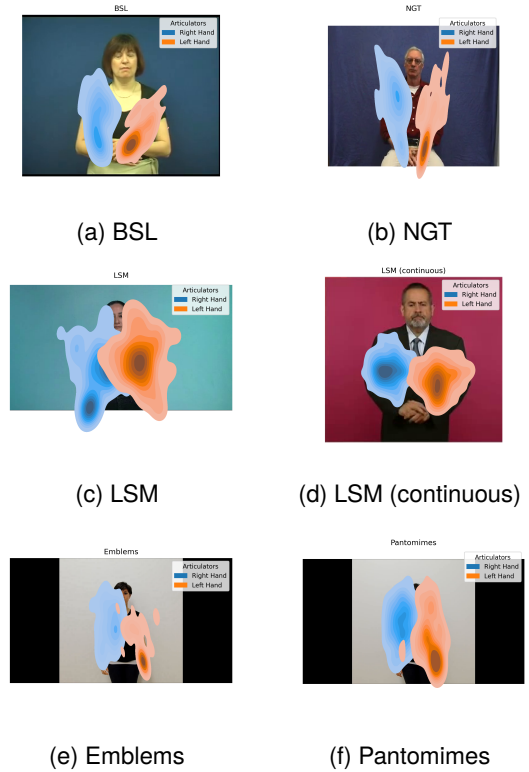 BSL
Articulators
Right Hand
Left Hand
(a) BSL
NGT
Articulators
Right Hand
Left Hand
(b) NGT
LSM
Articulators
Right Hand
Left Hand
(c) LSM
LSM (continuous)
Articulators
Right Hand
Left Hand
(d) LSM (continuous)
Emblems
Articulators
Right Hand
Left Hand
(e) Emblems
Pantomimes
Articulators
Right Hand
Left Hand
(f) Pantomimes